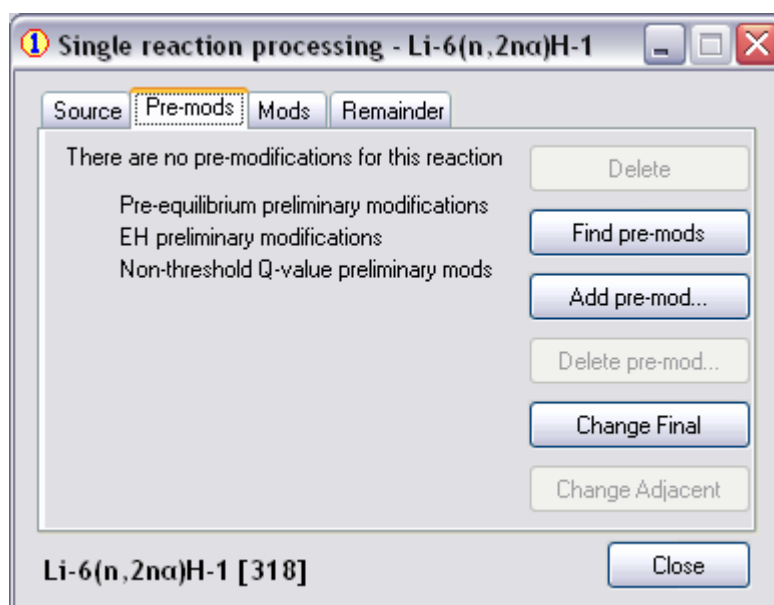 1 Single reaction processing - Li-6(n,2nα)H-1
Source Pre-mods Mods Remainder
There are no pre-modifications for this reaction
Delete
Pre-equilibrium preliminary modifications
Find pre-mods
EH preliminary modifications
Non-threshold Q-value preliminary mods
Add pre-mod...
Delete pre-mod...
Change Final
Change Adjacent
Li-6(n,2nα)H-1 [318]
Close